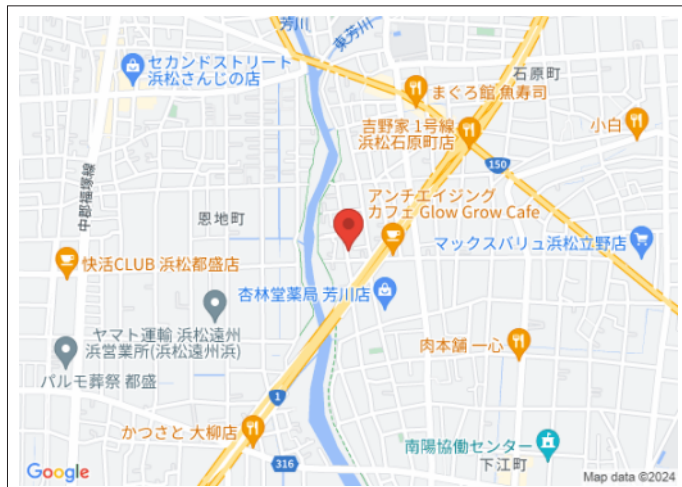 芳川
東芳川
セカンドストリート
浜松さんじの店
石原町
まぐろ館 魚寿司
吉野家 1号線
浜松石原町店
小白
150
中郡福塚線
恩地町
アンチエイジング
カフェ Glow Grow Cafe
マックスバリュ浜松立野店
快活CLUB 浜松都盛店
杏林堂薬局 芳川店
ヤマト運輸 浜松遠州
浜営業所(浜松遠州浜)
肉本舗 一心
パルモ葬祭 都盛
1
かつさと 大柳店
南陽協働センター
316
下江町
Google
Map data ©2024